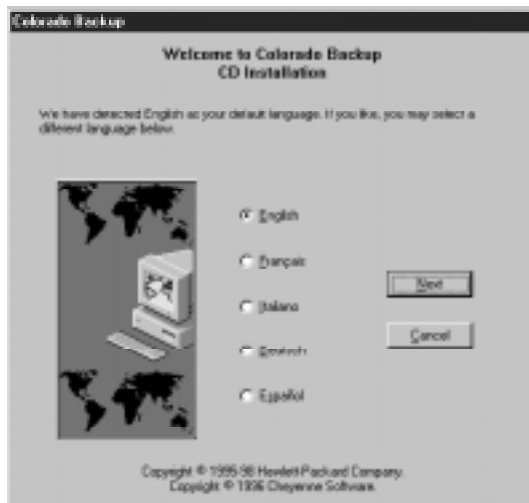 Colorado Backup
Welcome to Colorado Backup
CD Installation
We have detected English as your default language. If you like, you may select a
different language below.
English
Français
Italiano
Deutsch
Español
Next
Cancel
Copyright © 1995-98 Hewlett-Packard Company.
Copyright © 1996 Cheyenne Software.